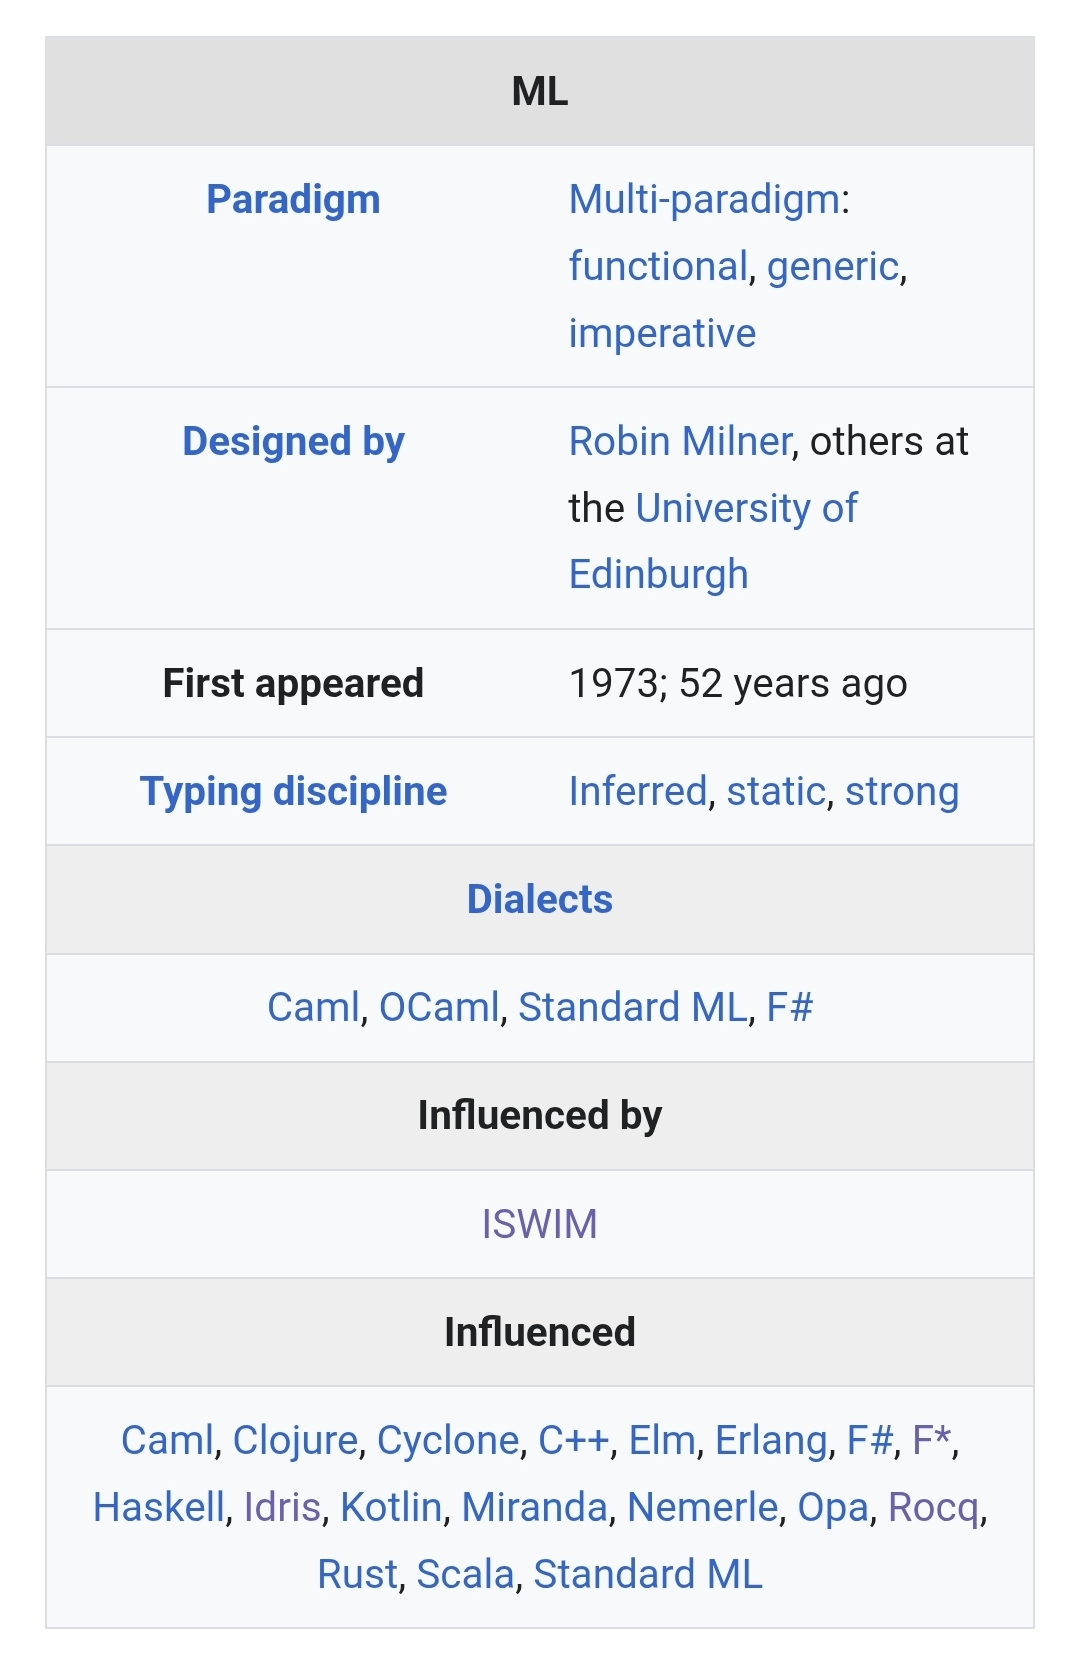 ML
Paradigm
Multi-paradigm:
functional, generic,
imperative
Designed by
Robin Milner, others at
the University of
Edinburgh
First appeared
1973; 52 years ago
Typing discipline
Inferred, static, strong
Dialects
Caml, OCaml, Standard ML, F#
Influenced by
ISWIM
Influenced
Caml, Clojure, Cyclone, C++, Elm, Erlang, F#, F*,
Haskell, Idris, Kotlin, Miranda, Nemerle, Opa, Rocq,
Rust, Scala, Standard ML